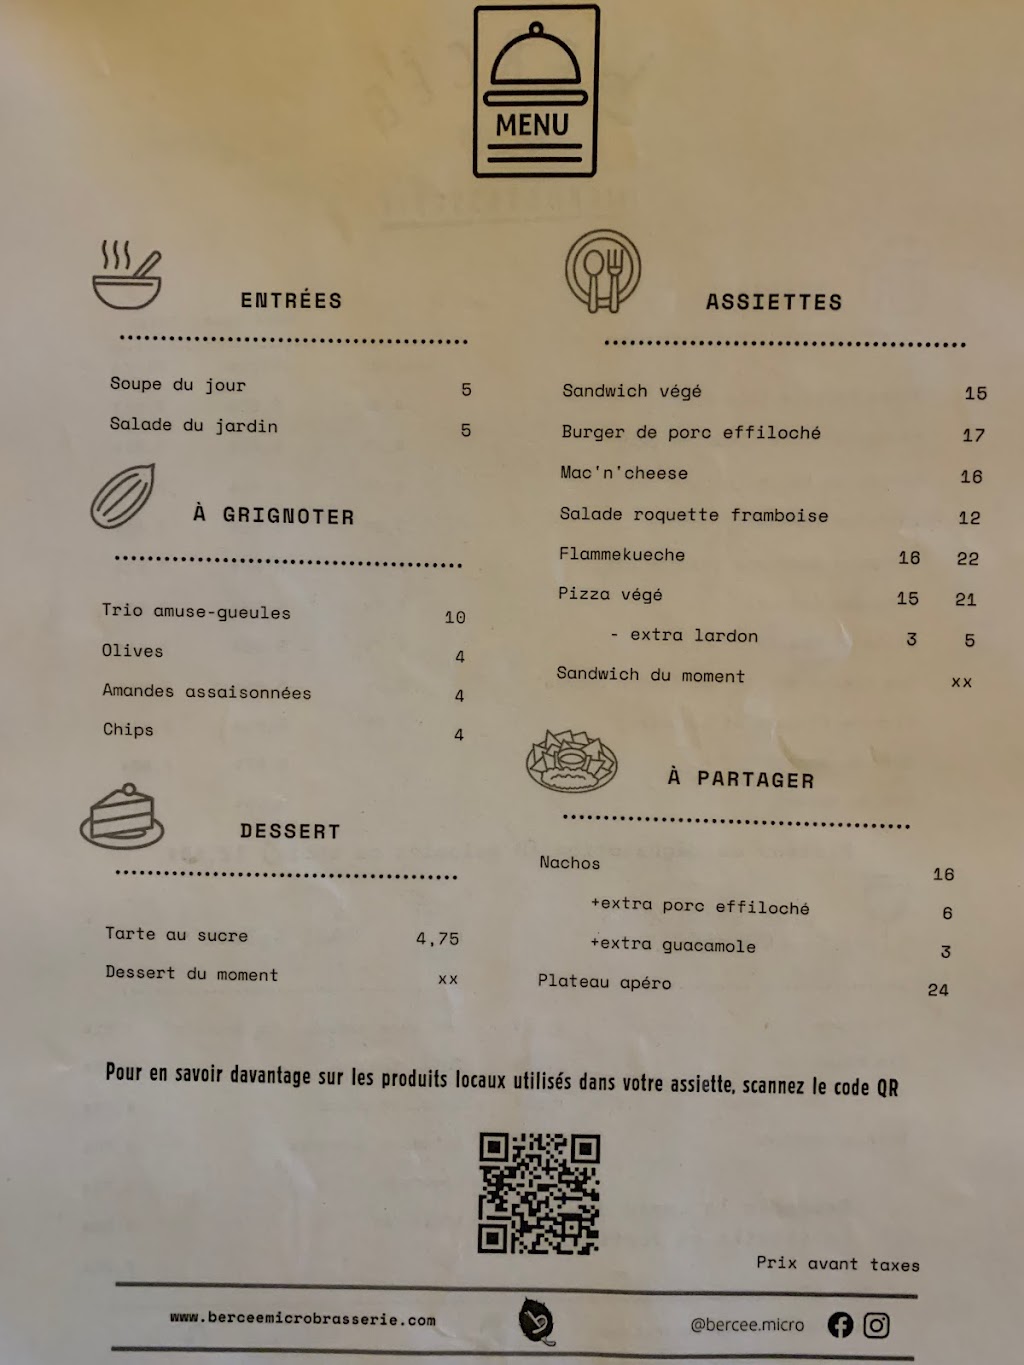 MENU
ENTRÉES
Soupe du jour 5
Salade du jardin 5
À GRIGNOTER
Trio amuse-gueules 10
Olives 4
Amandes assaisonnées 4
Chips 4
DESSERT
Tarte au sucre 4,75
Dessert du moment xx
ASSIETTES
Sandwich végé 15
Burger de porc effiloché 17
Mac'n'cheese 16
Salade roquette framboise 12
Flammekueche 16 22
Pizza végé 15 21
- extra lardon 3 5
Sandwich du moment xx
À PARTAGER
Nachos 16
+extra porc effiloché 6
+extra guacamole 3
Plateau apéro 24
Pour en savoir davantage sur les produits locaux utilisés dans votre assiette, scannez le code QR
Prix avant taxes
www.berceemicrobrasserie.com @bercee.micro